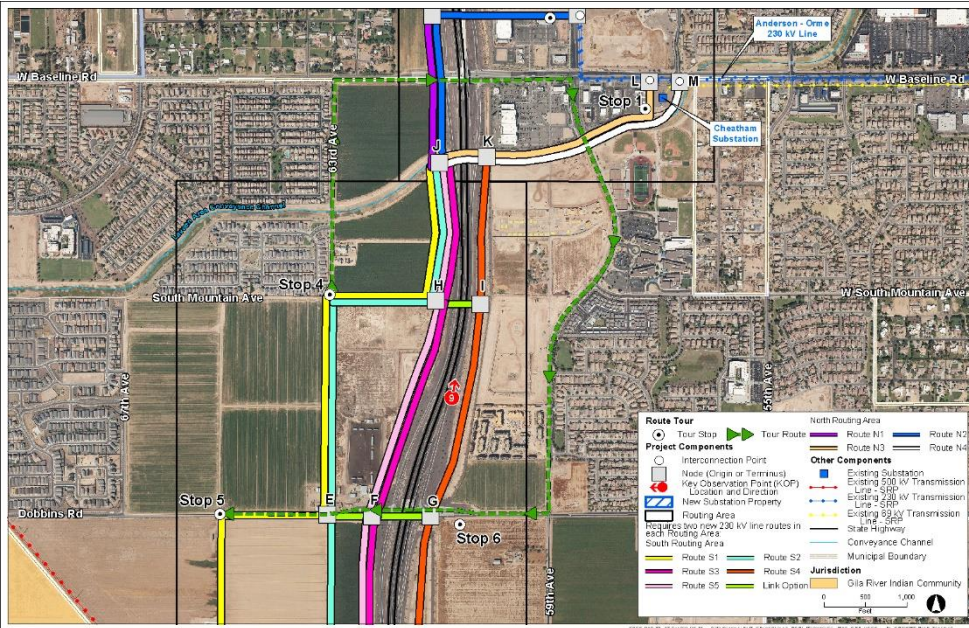 Anderson - Orme
230 kV Line
W Baseline Rd
W Baseline Rd
L
M
Stop 1
Cheatham
Substation
63rd Ave
J
K
Stop 4
H
South Mountain Ave
I
W South Mountain Ave
67th Ave
9
55th Ave
Stop 5
E
F
G
Dobbins Rd
Stop 6
59th Ave
Route Tour
Tour Stop
Tour Route
Project Components
Interconnection Point
Node (Origin or Terminus)
Key Observation Point (KOP)
Location and Direction
New Substation Property
Routing Area
Requires two new 230 kV line routes in
each Routing Area:
South Routing Area
Route S1
Route S2
Route S3
Route S4
Route S5
Link Option
North Routing Area
Route N1
Route N2
Route N3
Route N4
Other Components
Existing Substation
Existing 500 kV Transmission
Line - SRP
Existing 230 kV Transmission
Line - SRP
Existing 69 kV Transmission
Line - SRP
State Highway
Conveyance Channel
Municipal Boundary
Jurisdiction
Gila River Indian Community
0 500 1,000
Feet